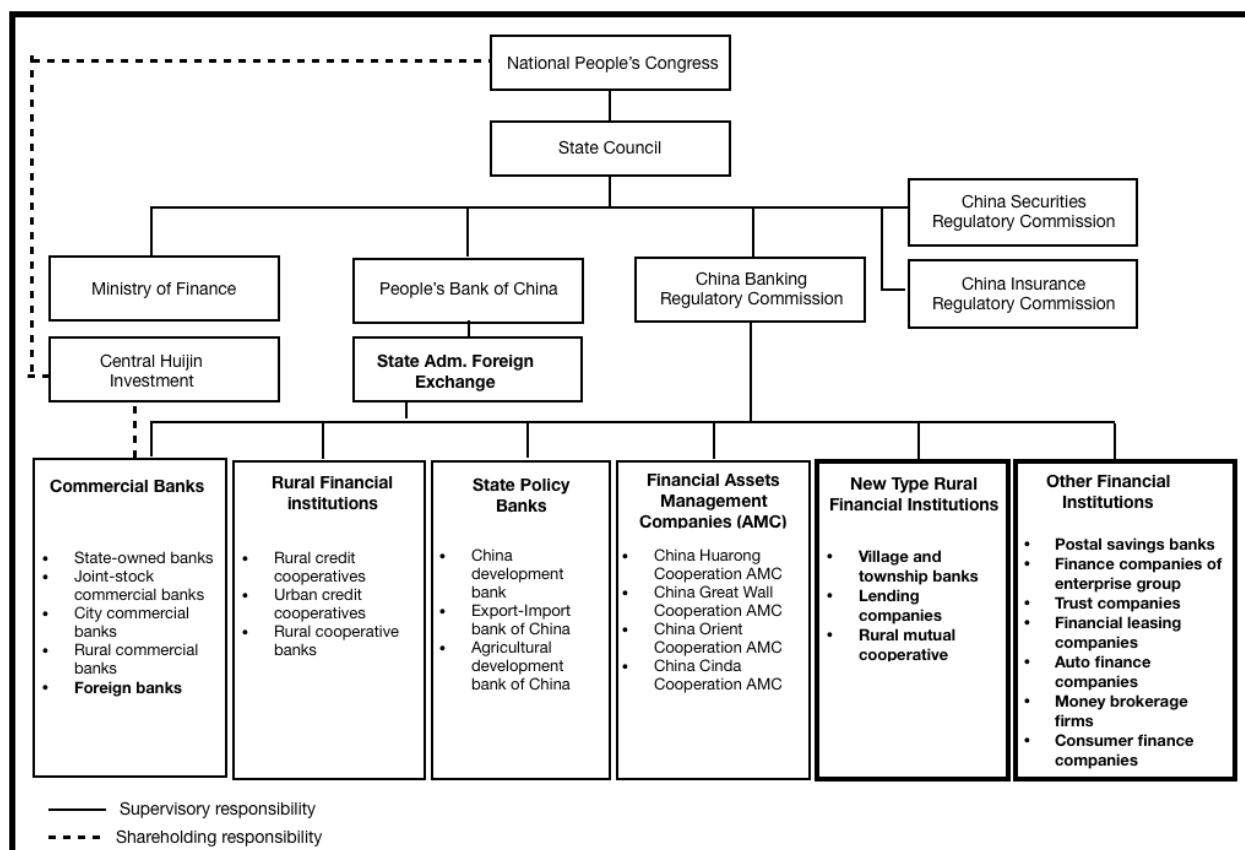 National People's Congress
State Council
China Securities
Regulatory Commission
Ministry of Finance
People's Bank of China
China Banking
Regulatory Commission
China Insurance
Regulatory Commission
Central Huijin
Investment
State Adm. Foreign
Exchange
Commercial Banks
• State-owned banks
• Joint-stock
commercial banks
• City commercial
banks
• Rural commercial
banks
• Foreign banks
Rural Financial
institutions
• Rural credit
cooperatives
• Urban credit
cooperatives
• Rural cooperative
banks
State Policy
Banks
• China
development
bank
• Export-Import
bank of China
• Agricultural
development
bank of China
Financial Assets
Management
Companies (AMC)
• China Huarong
Cooperation AMC
• China Great Wall
Cooperation AMC
• China Orient
Cooperation AMC
• China Cinda
Cooperation AMC
New Type Rural
Financial Institutions
• Village and
township banks
• Lending
companies
• Rural mutual
cooperative
Other Financial
Institutions
• Postal savings banks
• Finance companies of
enterprise group
• Trust companies
• Financial leasing
companies
• Auto finance
companies
• Money brokerage
firms
• Consumer finance
companies
Supervisory responsibility
Shareholding responsibility